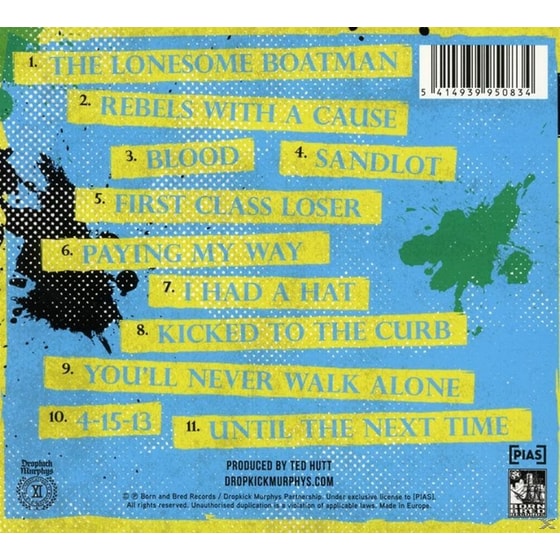 1. THE LONESOME BOATMAN
5 414939 950834
2. REBELS WITH A CAUSE
3. BLOOD
4. SANDLOT
5. FIRST CLASS LOSER
6. PAYING MY WAY
7. I HAD A HAT
8. KICKED TO THE CURB
9. YOU'LL NEVER WALK ALONE
10. 4-15-13
11. UNTIL THE NEXT TIME
PRODUCED BY TED HUTT
DROPKICKMURPHYS.COM
[PIAS]
Dropkick
Murphys
XI
© ℗ Born and Bred Records / Dropkick Murphys Partnership. Under exclusive license to [PIAS].
All rights reserved. Unauthorised duplication is a violation of applicable laws. Made in Europe.
BORN
BRED